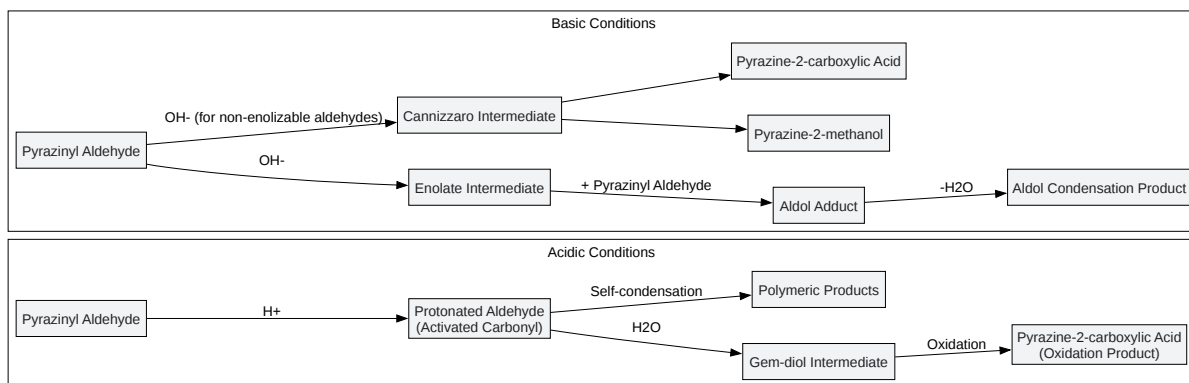 Basic Conditions
Pyrazine-2-carboxylic Acid
OH- (for non-enolizable aldehydes)
Cannizzaro Intermediate
Pyrazine-2-methanol
Pyrazinyl Aldehyde
OH-
Enolate Intermediate
+ Pyrazinyl Aldehyde
Aldol Adduct
-H2O
Aldol Condensation Product
Acidic Conditions
Pyrazinyl Aldehyde
H+
Protonated Aldehyde
(Activated Carbonyl)
Self-condensation
Polymeric Products
H2O
Gem-diol Intermediate
Oxidation
Pyrazine-2-carboxylic Acid
(Oxidation Product)